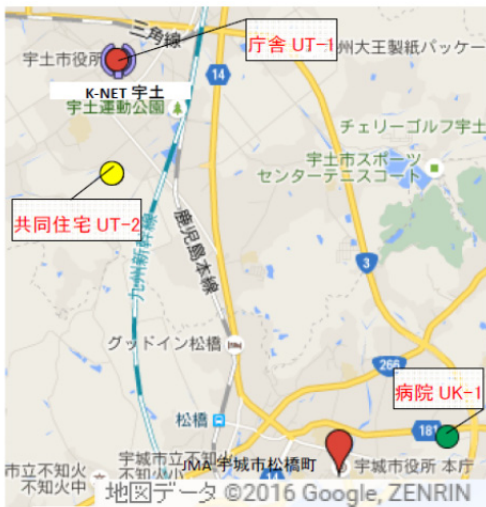 三角線
庁舎 UT-1
州大王製紙パッケー
宇土市役所
14
K-NET 宇土
宇土運動公園
チェリーゴルフ宇土
宇土市スポーツ
センターテニスコート
共同住宅 UT-2
鹿児島本線
九州新幹線
3
グッドイン松橋
266
病院 UK-1
松橋
181
宇城市立不知火
不知火小
JMA 宇城市松橋町
宇城市役所 本庁
市立不知火
不知火中
14
地図データ ©2016 Google, ZENRIN